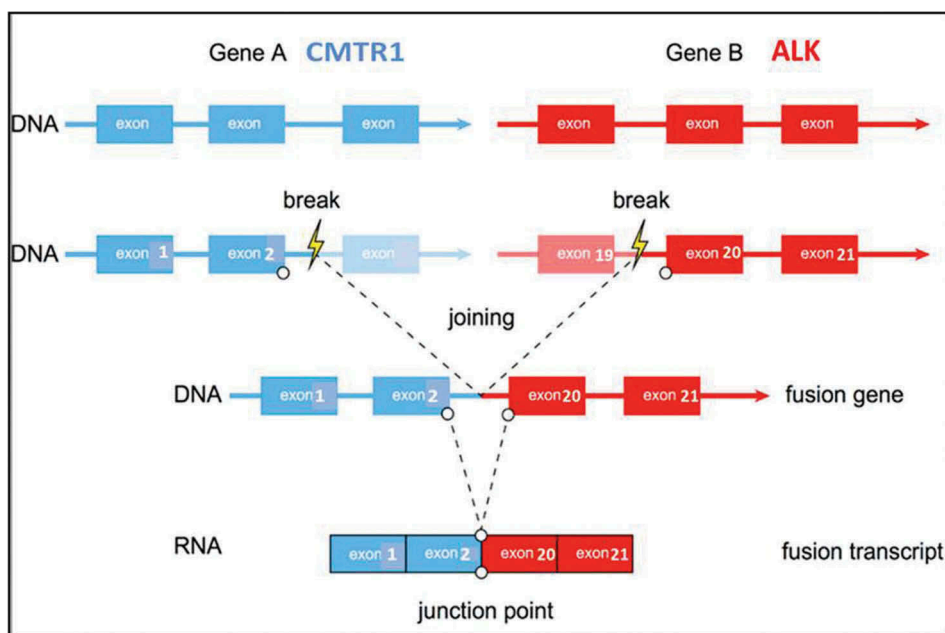 Gene A CMTR1 Gene B ALK
DNA exon exon exon exon exon exon
break break
DNA exon 1 exon 2 exon exon 19 exon 20 exon 21
joining
DNA exon 1 exon 2 exon 20 exon 21 fusion gene
RNA exon 1 exon 2 exon 20 exon 21 fusion transcript
junction point